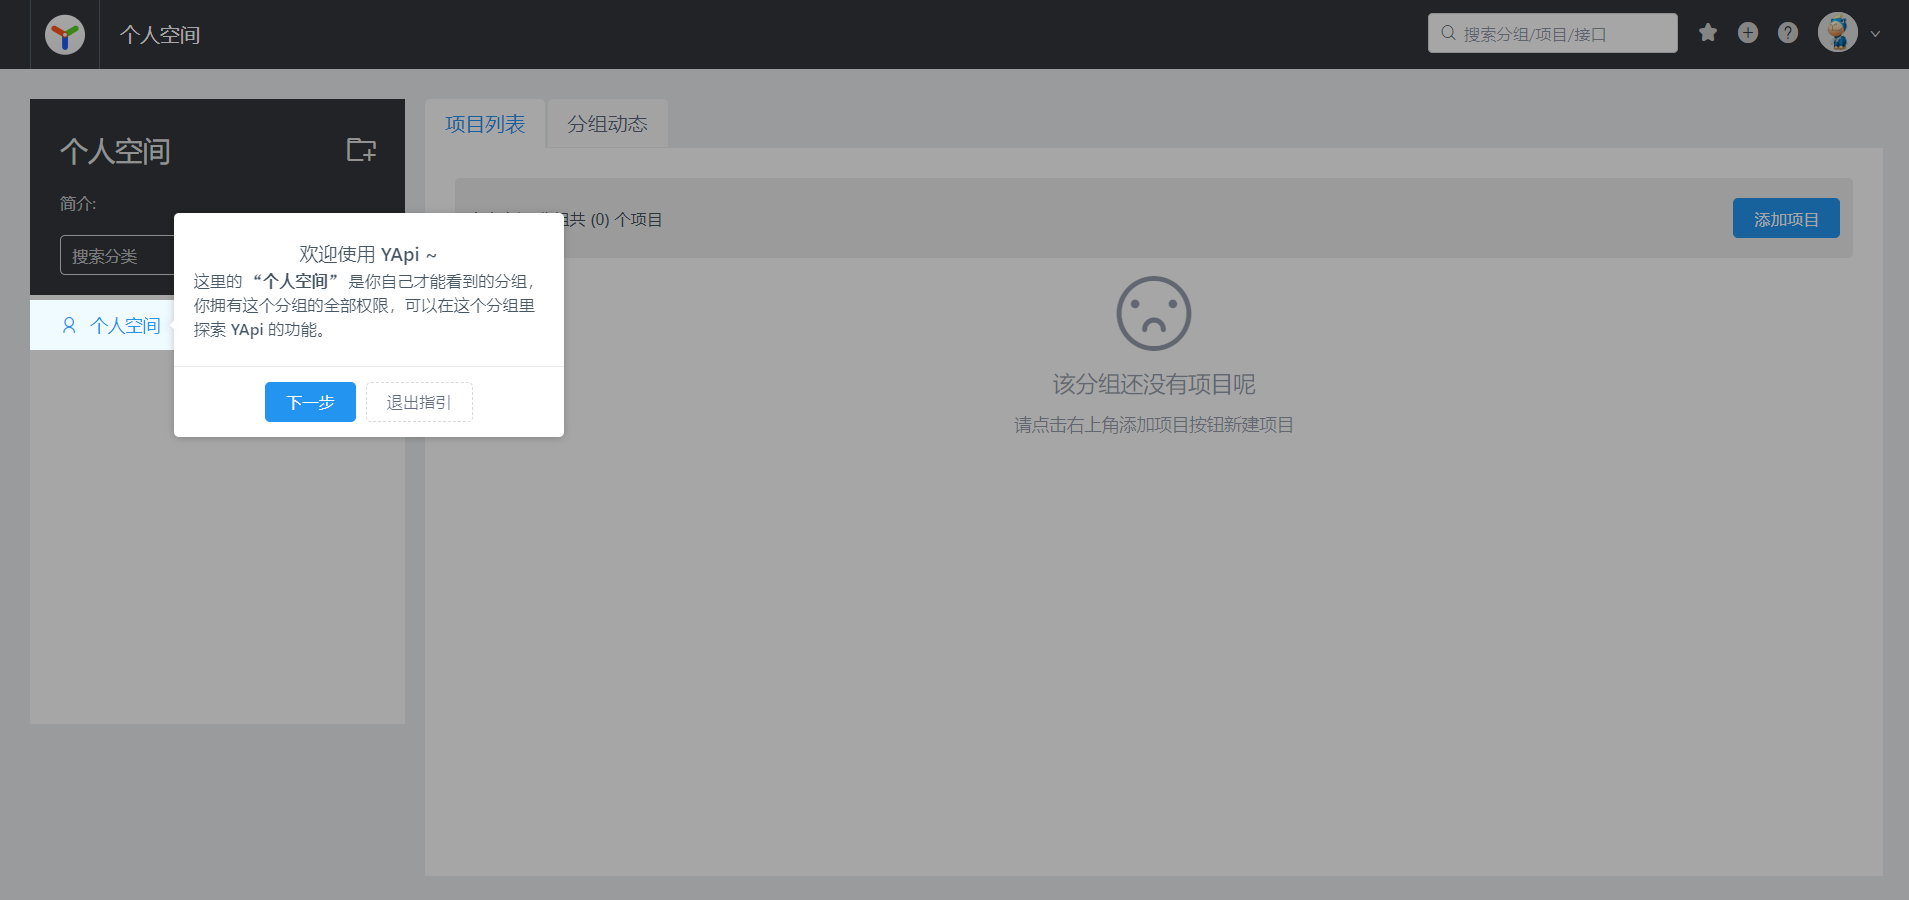 个人空间
搜索分组/项目/接口
个人空间
简介:
搜索分类
个人空间
项目列表
分组动态
组共 (0) 个项目
添加项目
欢迎使用 YApi ~
这里的 “个人空间” 是你自己才能看到的分组，
你拥有这个分组的全部权限，可以在这个分组里
探索 YApi 的功能。
下一步
退出指引
该分组还没有项目呢
请点击右上角添加项目按钮新建项目